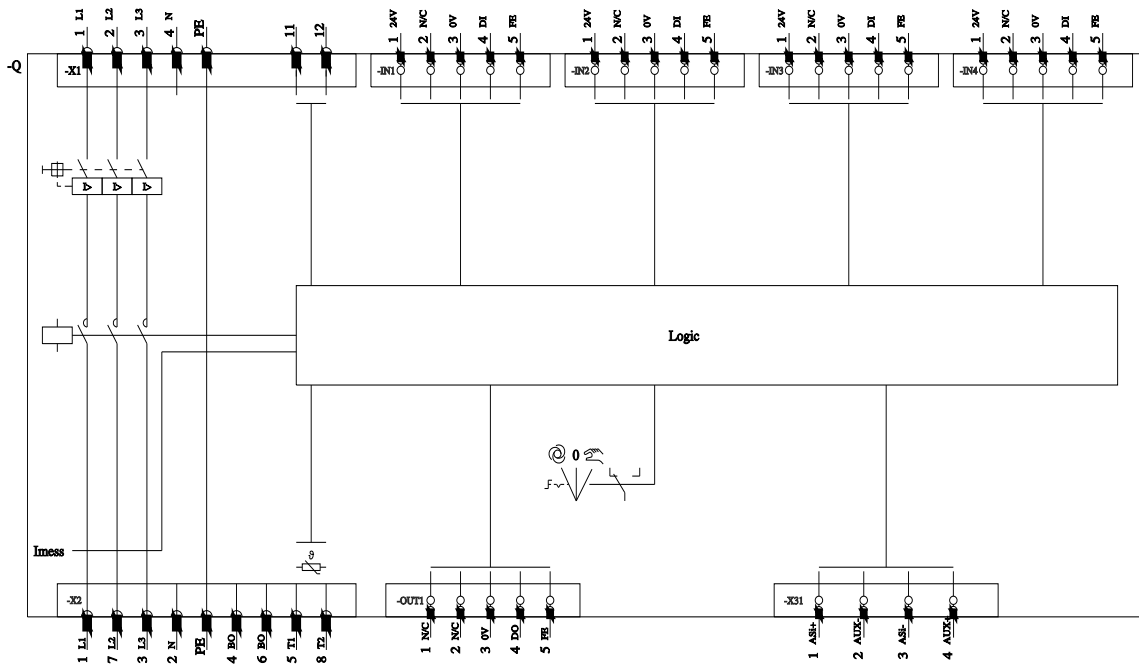 1 L1
2 L2
3 L3
4 N
PE
11
12
1 24V
2 N/C
3 0V
4 DI
5 FE
1 24V
2 N/C
3 0V
4 DI
5 FE
1 24V
2 N/C
3 0V
4 DI
5 FE
1 24V
2 N/C
3 0V
4 DI
5 FE
-Q
-X1
-IN1
-IN2
-IN3
-IN4
Logic
0
Imess
ϑ
-X2
-OUT1
-X31
1 L1
7 L2
3 L3
2 N
PE
4 BO
6 BO
5 T1
8 T2
1 N/C
2 N/C
3 0V
4 DO
5 FE
1 ASi+
2 AUX-
3 ASi-
4 AUX+